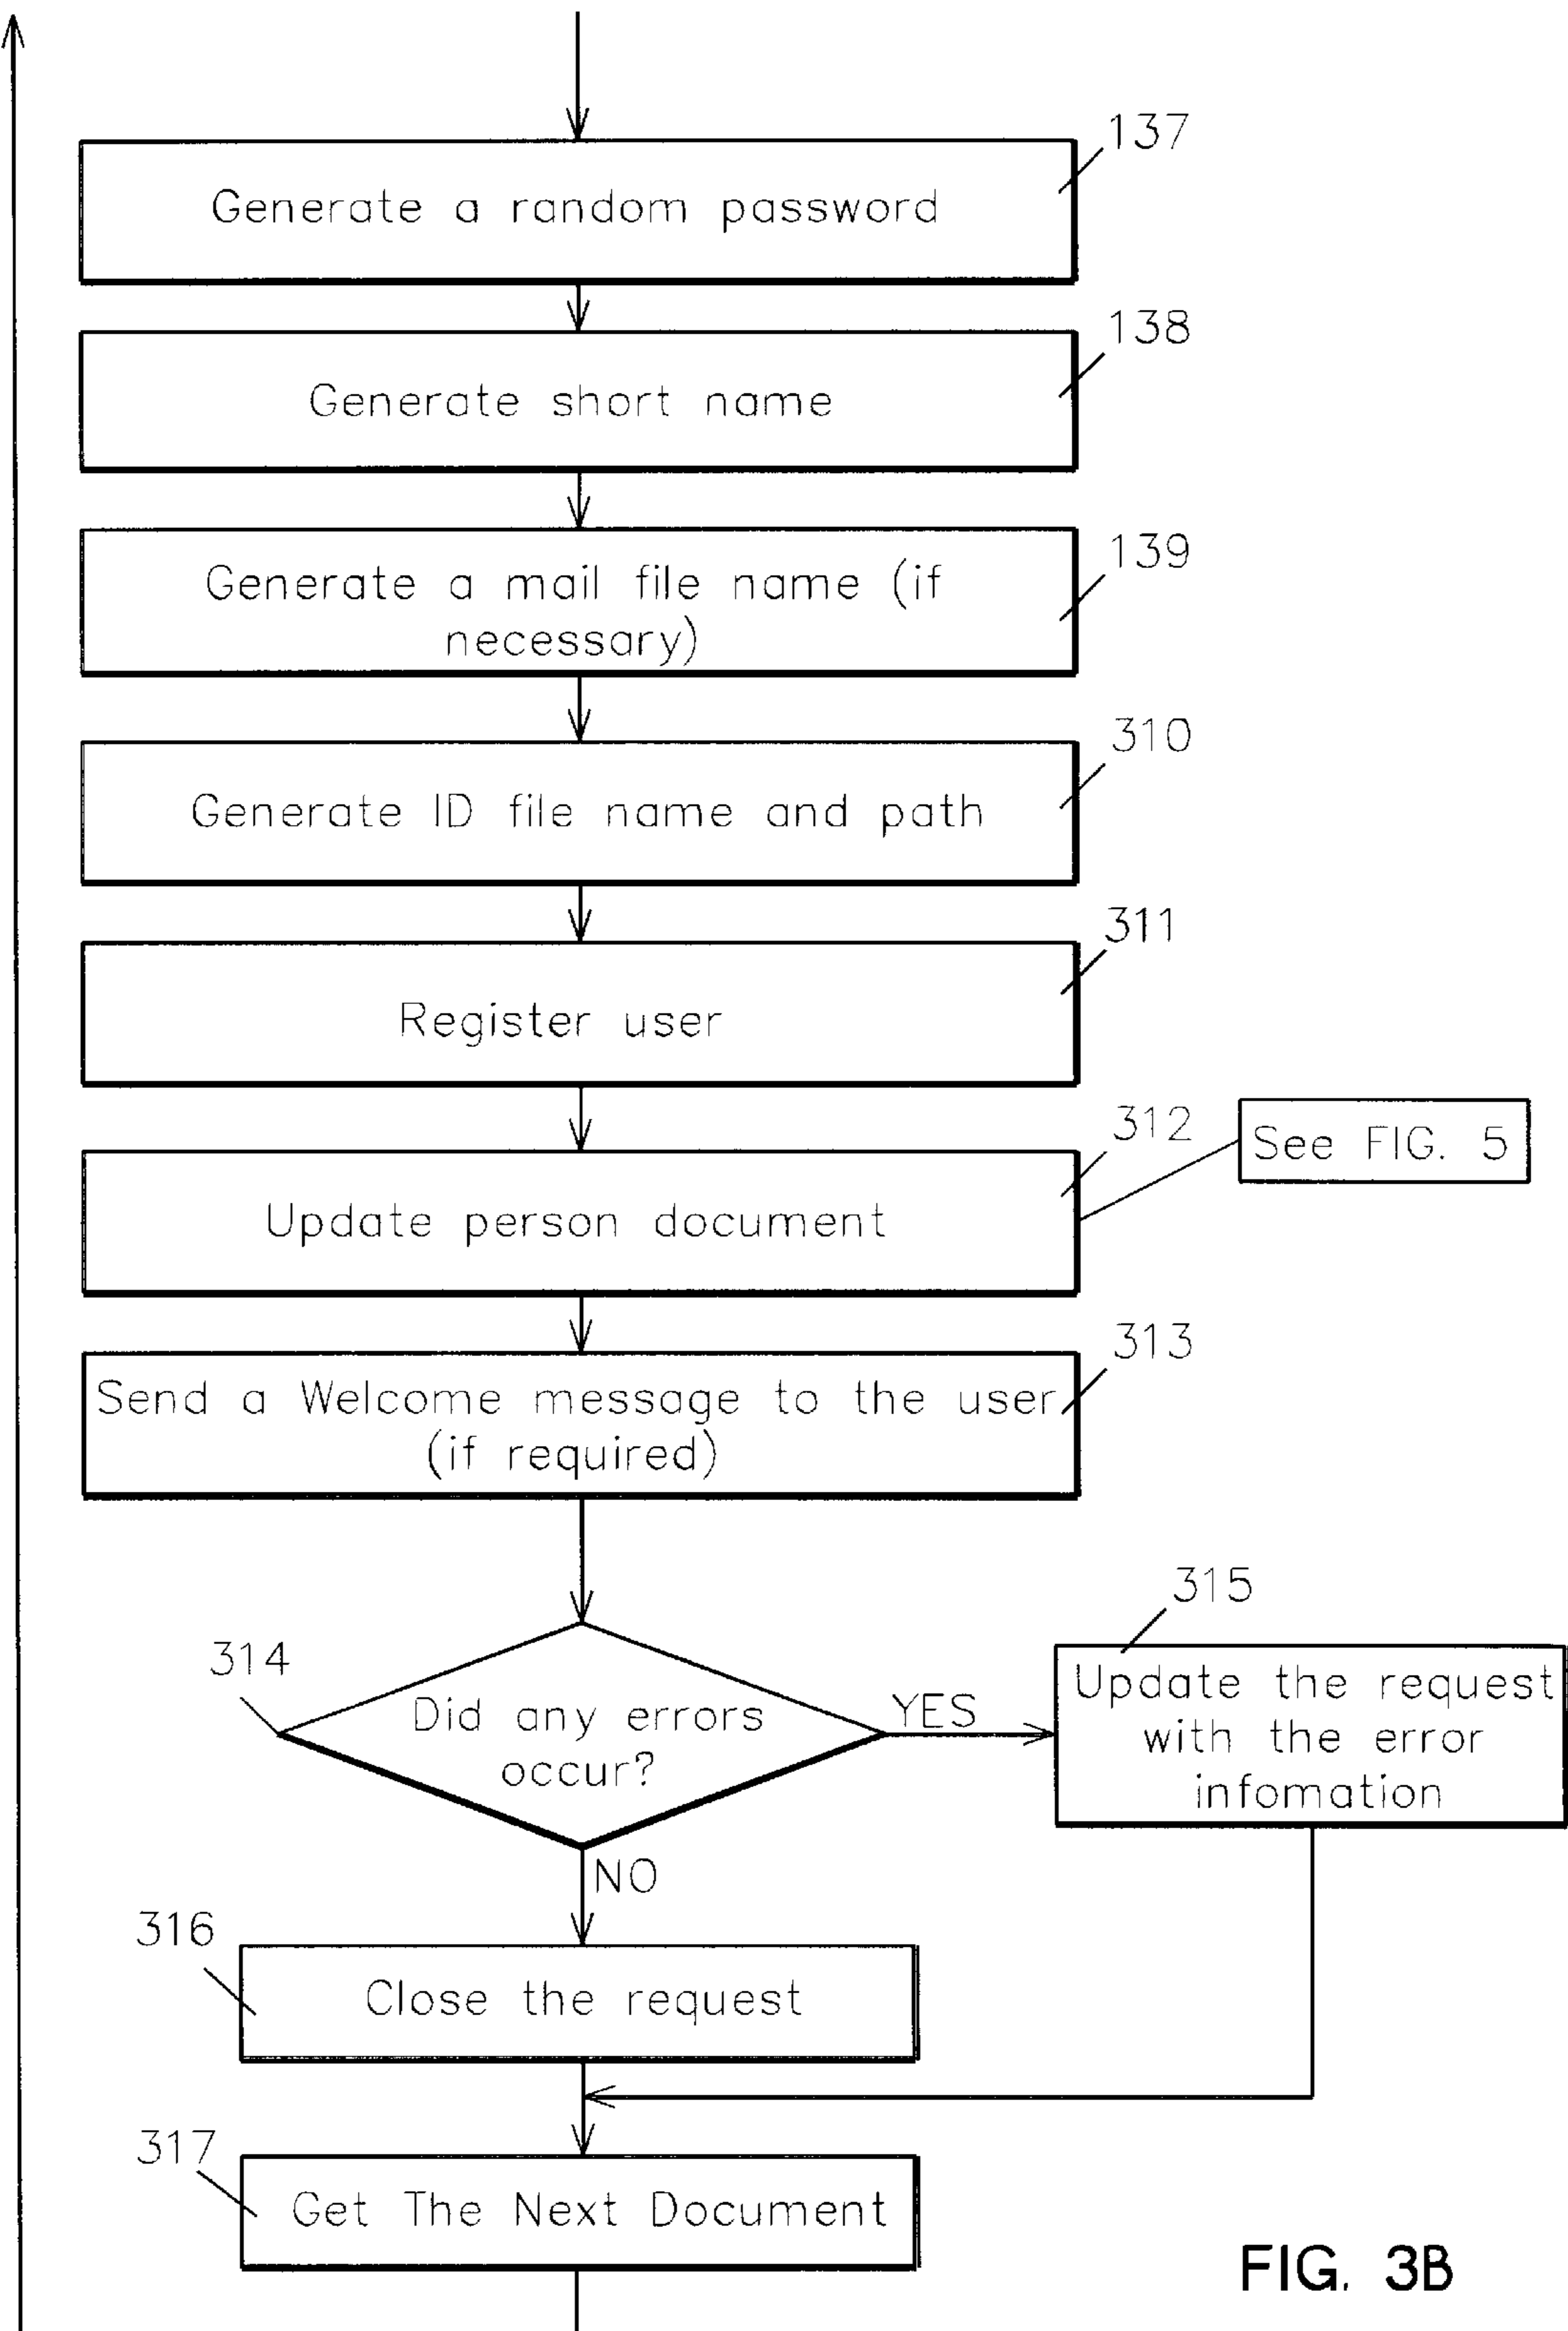 137
Generate a random password
138
Generate short name
139
Generate a mail file name (if
necessary)
310
Generate ID file name and path
311
Register user
312
See FIG. 5
Update person document
313
Send a Welcome message to the user
(if required)
314
Did any errors
occur?
YES
315
Update the request
with the error
infomation
NO
316
Close the request
317
Get The Next Document
FIG. 3B